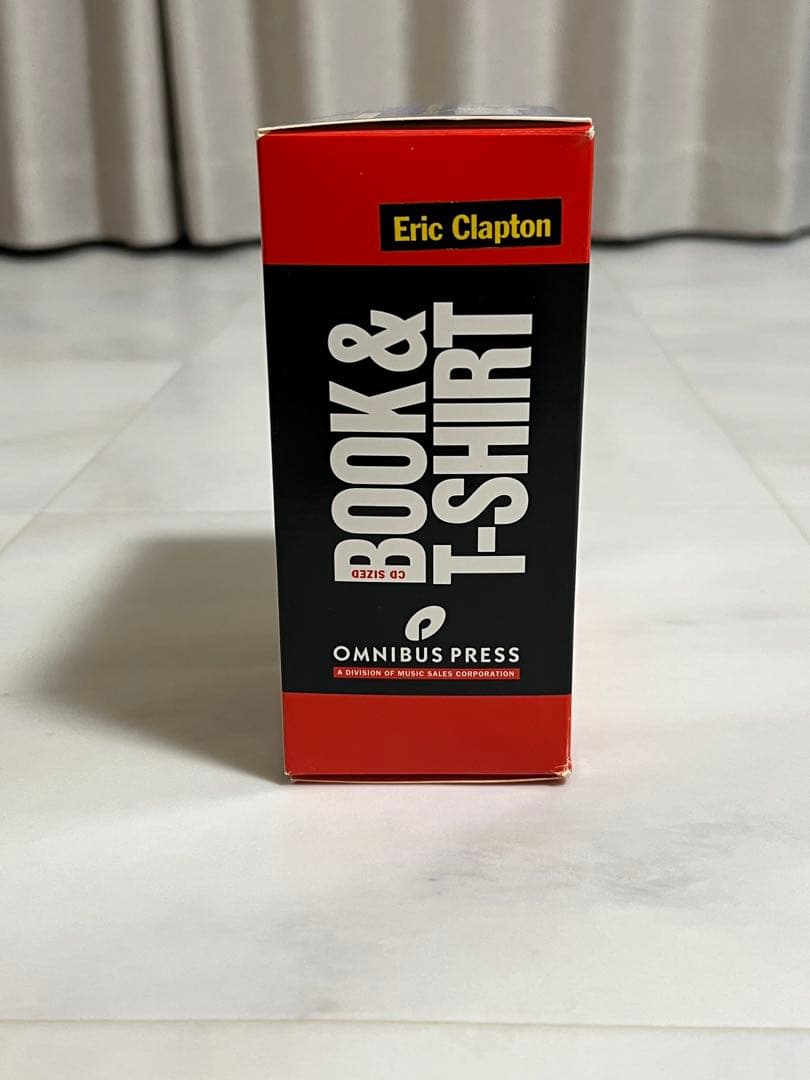 Eric Clapton
BOOK &
CD SIZED
T-SHIRT
OMNIBUS PRESS
A DIVISION OF MUSIC SALES CORPORATION